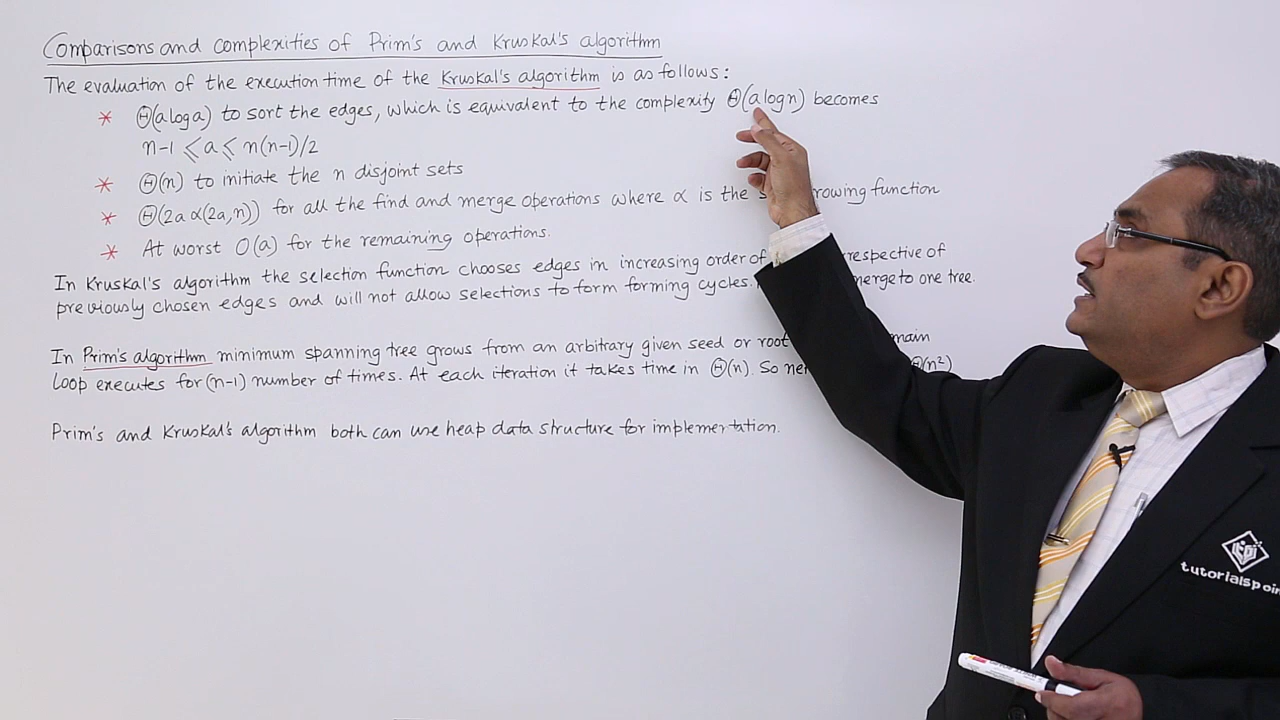 Comparisons and complexities of Prim's and Kruskal's algorithm
The evaluation of the execution time of the Kruskal's algorithm is as follows:
* Θ(a log a) to sort the edges, which is equivalent to the complexity Θ(a log n) becomes
n-1 ⩽ a ⩽ n(n-1)/2
* Θ(n) to initiate the n disjoint sets
* Θ(2a α(2a,n)) for all the find and merge operations where α is the growing function
* At worst O(a) for the remaining operations.
In Kruskal's algorithm the selection function chooses edges in increasing order of respective of
previously chosen edges and will not allow selections to form forming cycles. merge to one tree.
In Prim's algorithm minimum spanning tree grows from an arbitrary given seed or root
loop executes for (n-1) number of times. At each iteration it takes time in Θ(n). So Θ(n²)
Prim's and Kruskal's algorithm both can use heap data structure for implementation.
tutorialspoin